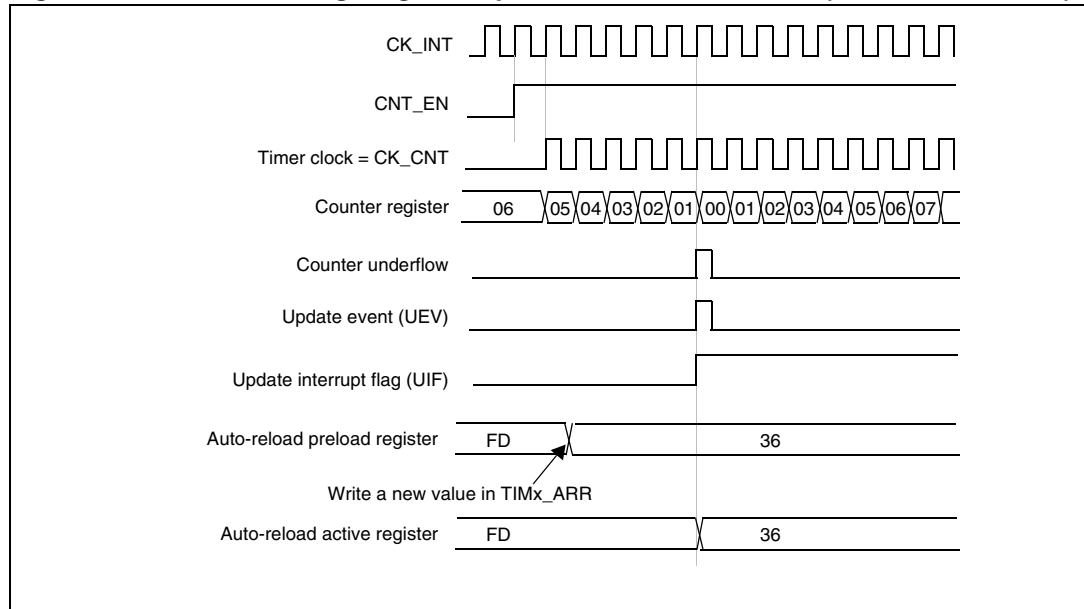 CK_INT
CNT_EN
Timer clock = CK_CNT
Counter register 06 05 04 03 02 01 00 01 02 03 04 05 06 07
Counter underflow
Update event (UEV)
Update interrupt flag (UIF)
Auto-reload preload register FD 36
Write a new value in TIMx_ARR
Auto-reload active register FD 36